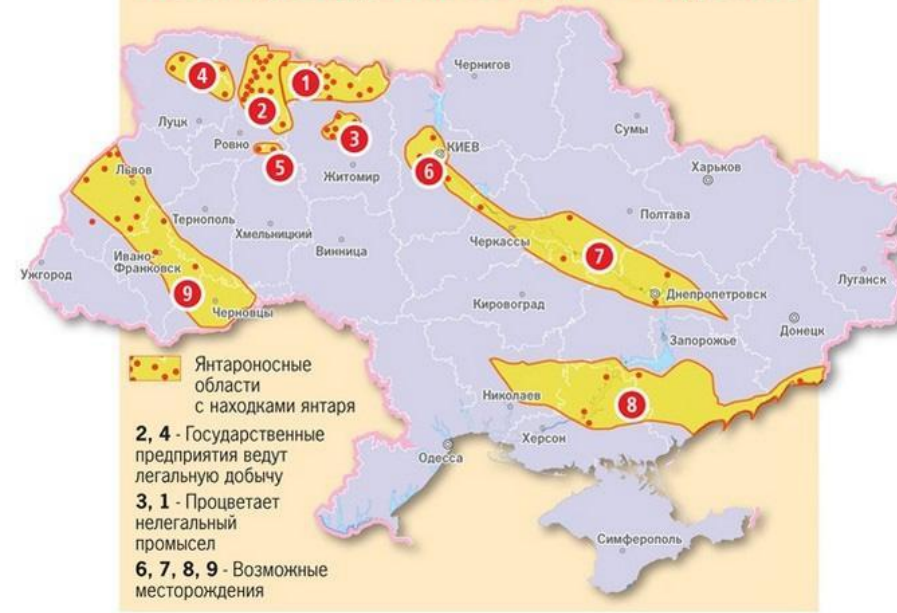 Чернигов
4
1
2
Луцк
Ровно
3
5
Житомир
КИЕВ
6
Сумы
Харьков
Львов
Тернополь
Хмельницкий
Винница
Черкассы
Полтава
7
Ужгород
Ивано-
Франковск
9
Черновцы
Кировоград
Днепропетровск
Луганск
Донецк
Запорожье
Николаев
8
Херсон
Одесса
Симферополь
Янтароносные
области
с находками янтаря
2, 4 - Государственные
предприятия ведут
легальную добычу
3, 1 - Процветает
нелегальный
промысел
6, 7, 8, 9 - Возможные
месторождения